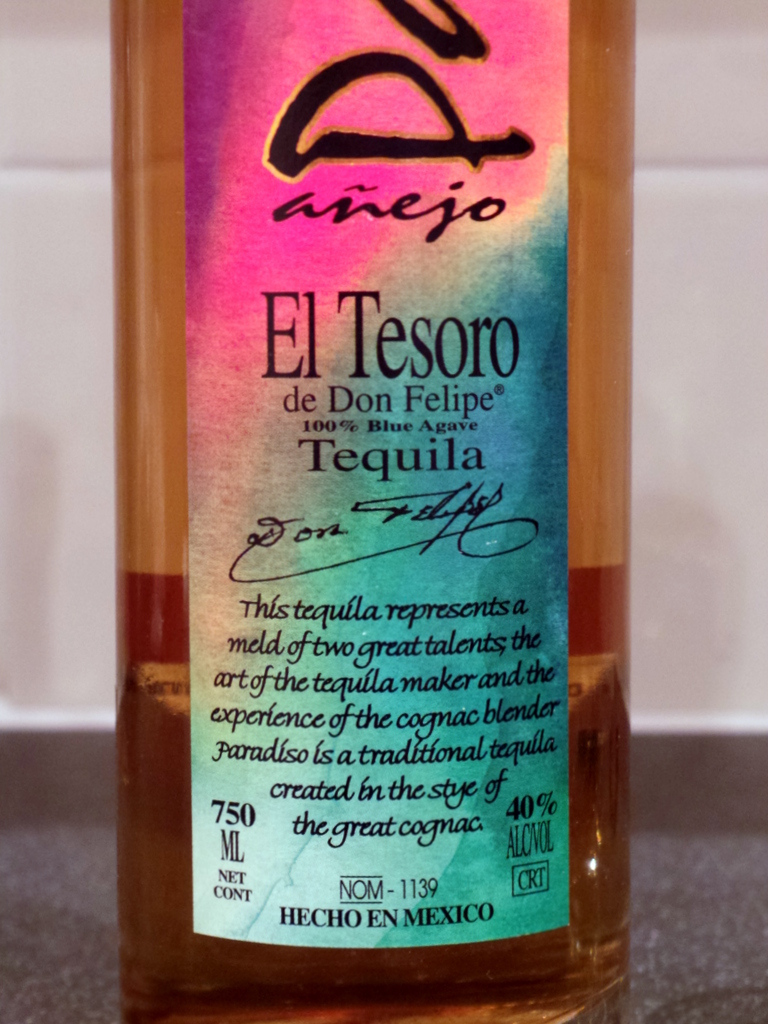 añejo
El Tesoro
de Don Felipe®
100% Blue Agave
Tequila
Don Felipe
This tequila represents a
meld of two great talents; the
art of the tequila maker and the
experience of the cognac blender
Paradiso is a traditional tequila
created in the stye of
the great cognac.
750
ML
NET
CONT
40%
ALC/VOL
CRT
NOM - 1139
HECHO EN MEXICO